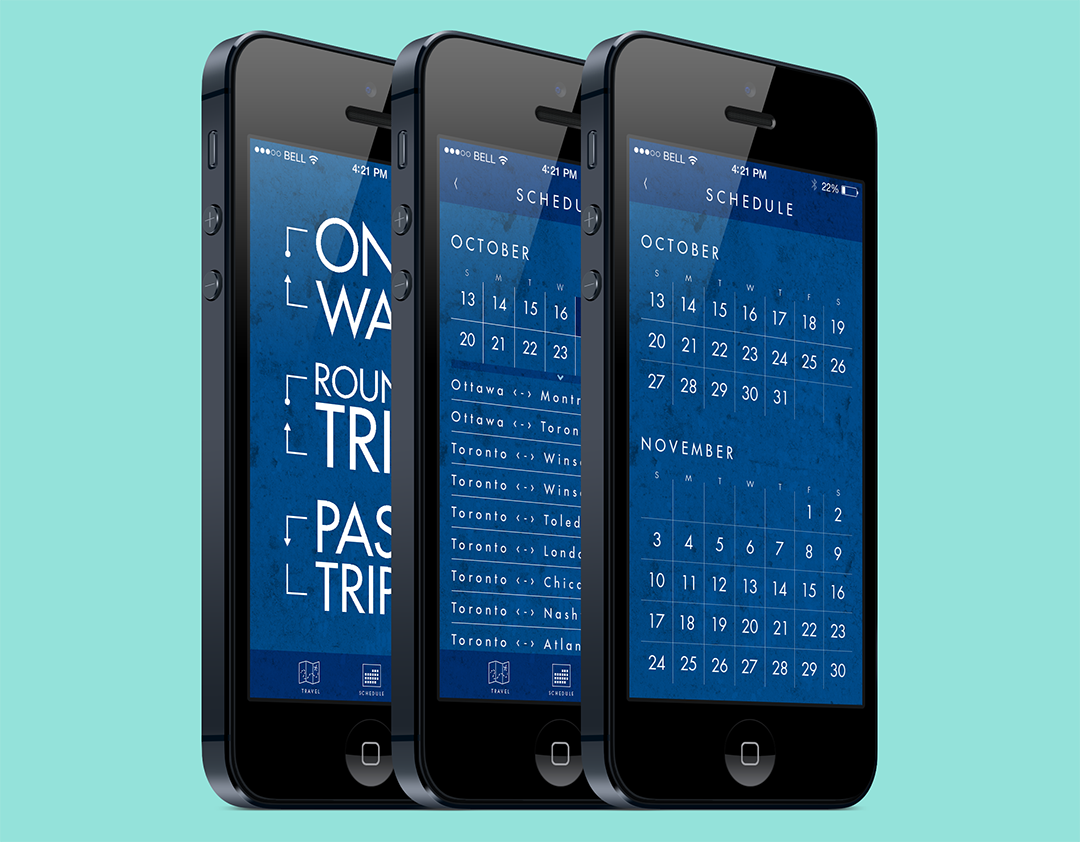 BELL
4:21 PM
ON
WA
ROUN
TRI
PAS
TRIP
TRAVEL
SCHEDULE
BELL
4:21 PM
SCHEDU
OCTOBER
S M T W
13 14 15 16
20 21 22 23
Ottawa <-> Montr
Ottawa <-> Toron
Toronto <-> Winso
Toronto <-> Winso
Toronto <-> Toled
Toronto <-> Londo
Toronto <-> Chica
Toronto <-> Nash
Toronto <-> Atlan
TRAVEL
SCHEDULE
BELL
4:21 PM
22%
SCHEDULE
OCTOBER
S M T W T F S
13 14 15 16 17 18 19
20 21 22 23 24 25 26
27 28 29 30 31
NOVEMBER
S M T W T F S
1 2
3 4 5 6 7 8 9
10 11 12 13 14 15 16
17 18 19 20 21 22 23
24 25 26 27 28 29 30